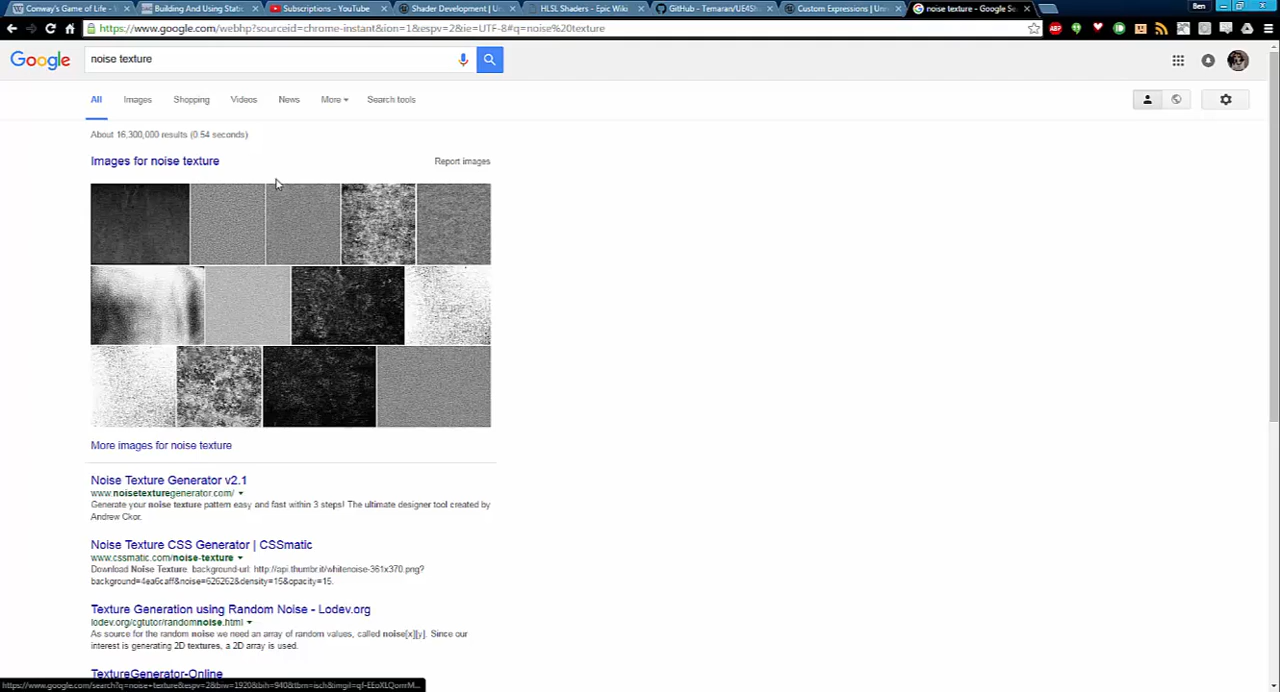 Conway's Game of Life -
Building And Using Static
Subscriptions - YouTube
Shader Development | Un
HLSL Shaders - Epic Wiki
GitHub - Temaran/UE4Sh
Custom Expressions | Unr
noise texture - Google Se
Ben
https://www.google.com/webhp?sourceid=chrome-instant&ion=1&espv=2&ie=UTF-8#q=noise%20texture
Google
noise texture
All Images Shopping Videos News More Search tools
About 16,300,000 results (0.54 seconds)
Images for noise texture
Report images
More images for noise texture
Noise Texture Generator v2.1
www.noisetexturegenerator.com/
Generate your noise texture pattern easy and fast within 3 steps! The ultimate designer tool created by
Andrew Ckor.
Noise Texture CSS Generator | CSSmatic
www.cssmatic.com/noise-texture
Download Noise Texture. background-url: http://api.thumbr.it/whitenoise-361x370.png?
background=4ea6caff&noise=626262&density=15&opacity=15.
Texture Generation using Random Noise - Lodev.org
lodev.org/cgtutor/randomnoise.html
As source for the random noise we need an array of random values, called noise[x][y]. Since our
interest is generating 2D textures, a 2D array is used.
TextureGenerator-Online